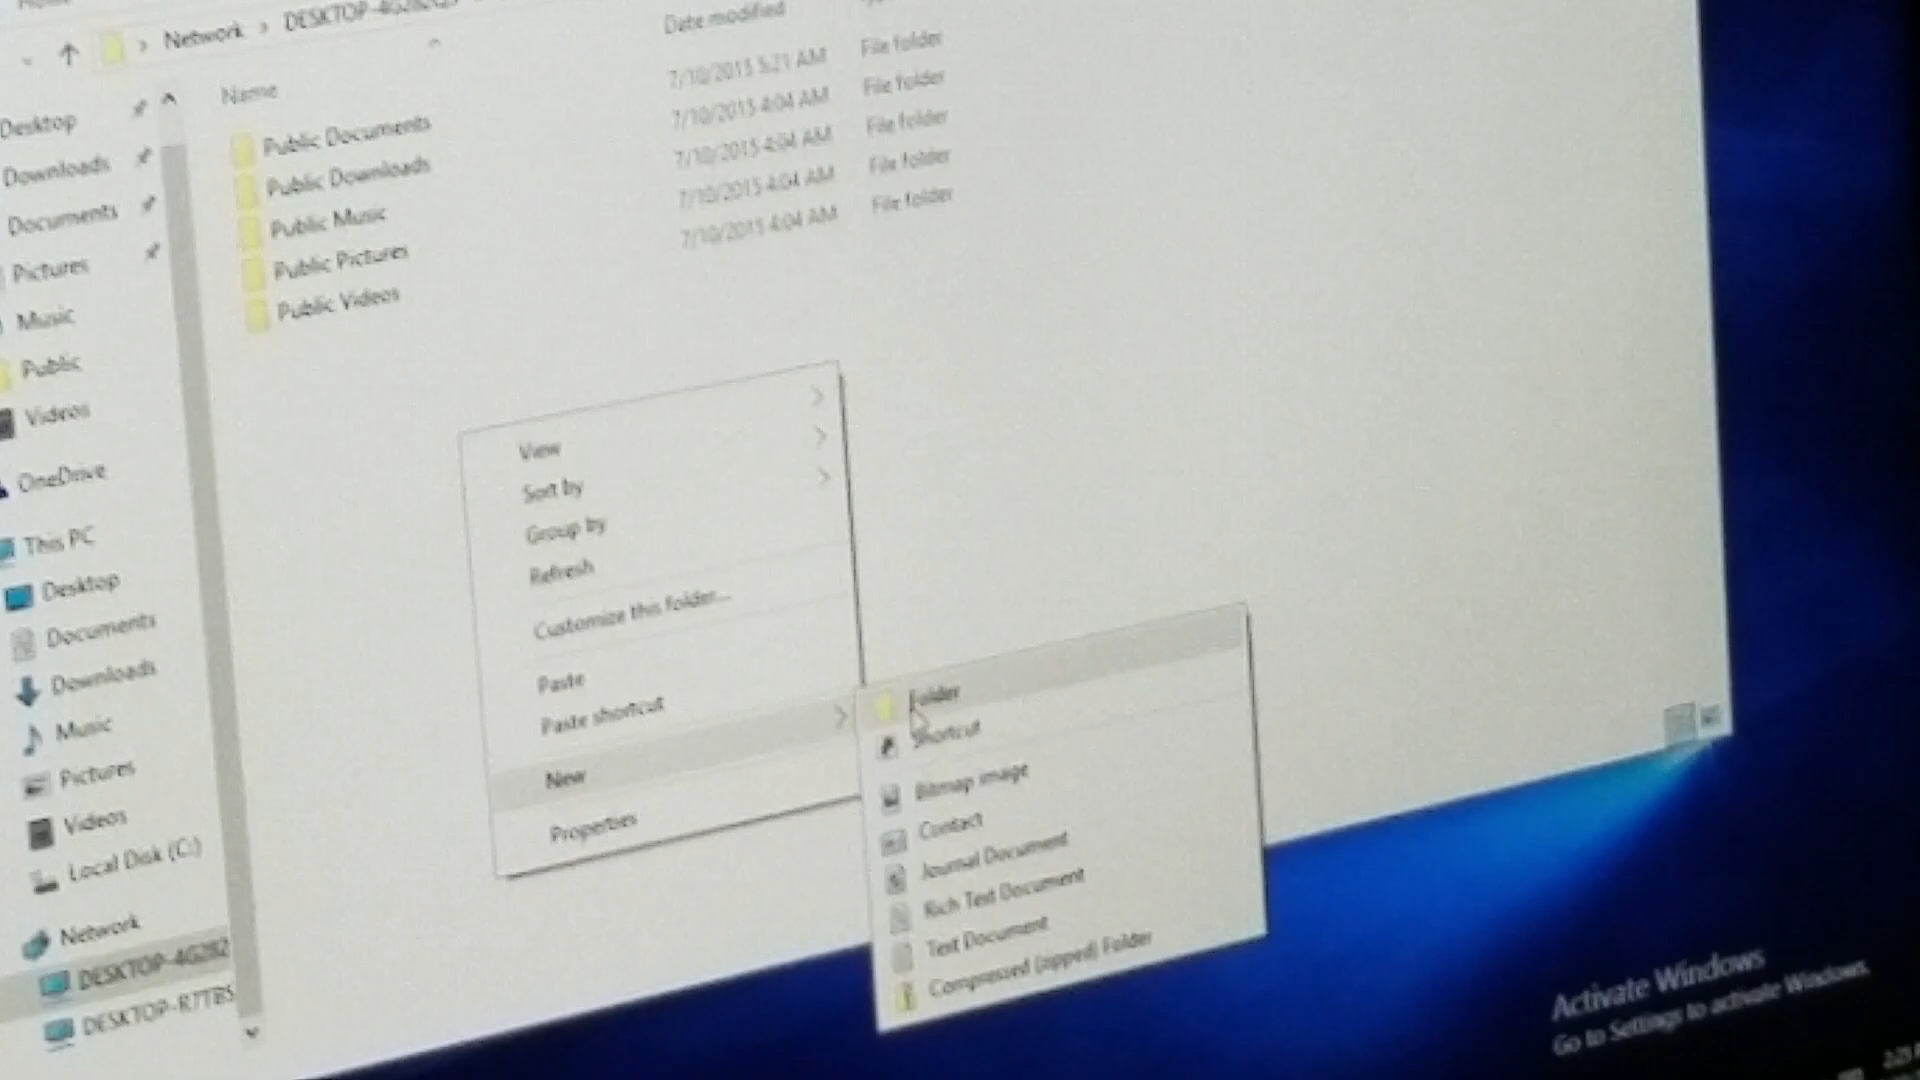 Network > DESKTOP-4G282
Date modified
Name
Public Documents
7/10/2015 5:21 AM
File folder
Public Downloads
7/10/2015 4:04 AM
File folder
Public Music
7/10/2015 4:04 AM
File folder
Public Pictures
7/10/2015 4:04 AM
File folder
Public Videos
7/10/2015 4:04 AM
File folder
Desktop
Downloads
Documents
Pictures
Music
Public
Videos
OneDrive
This PC
Desktop
Documents
Downloads
Music
Pictures
Videos
Local Disk (C:)
Network
DESKTOP-4G282
DESKTOP-R7TBS
View
Sort by
Group by
Refresh
Customize this folder...
Paste
Paste shortcut
New
Properties
Folder
Shortcut
Bitmap image
Contact
Journal Document
Rich Text Document
Text Document
Compressed (zipped) Folder
Activate Windows
Go to Settings to activate Windows.
2:25